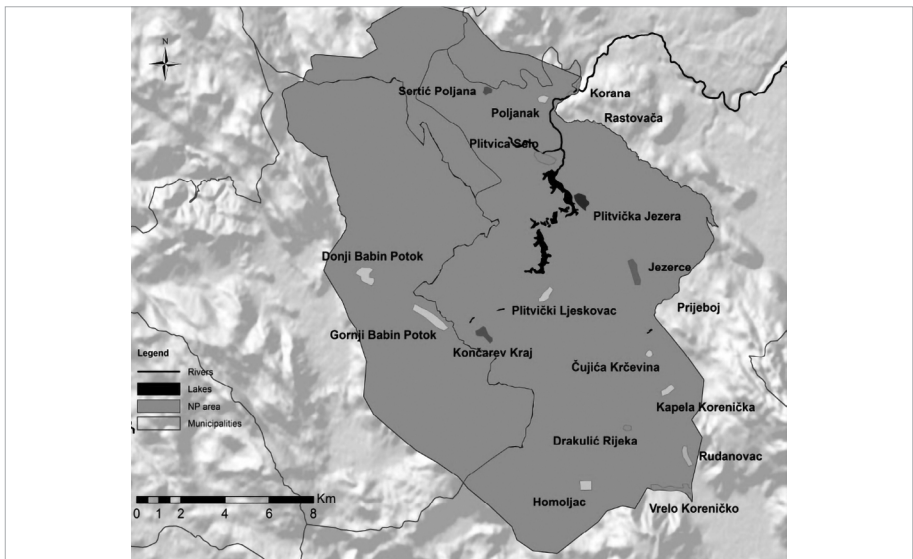 N
Sertić Poljana
Korana
Poljanak
Rastovača
Plitvica Selo
Plitvička Jezera
Donji Babin Potok
Jezerce
Plitvički Ljeskovac
Prijeboj
Gornji Babin Potok
Končarev Kraj
Čujića Krčevina
Legend
Rivers
Lakes
NP area
Municipalities
Kapela Korenička
Drakulić Rijeka
Rudanovac
Km
0 1 2 4 6 8
Homoljac
Vrelo Koreničko